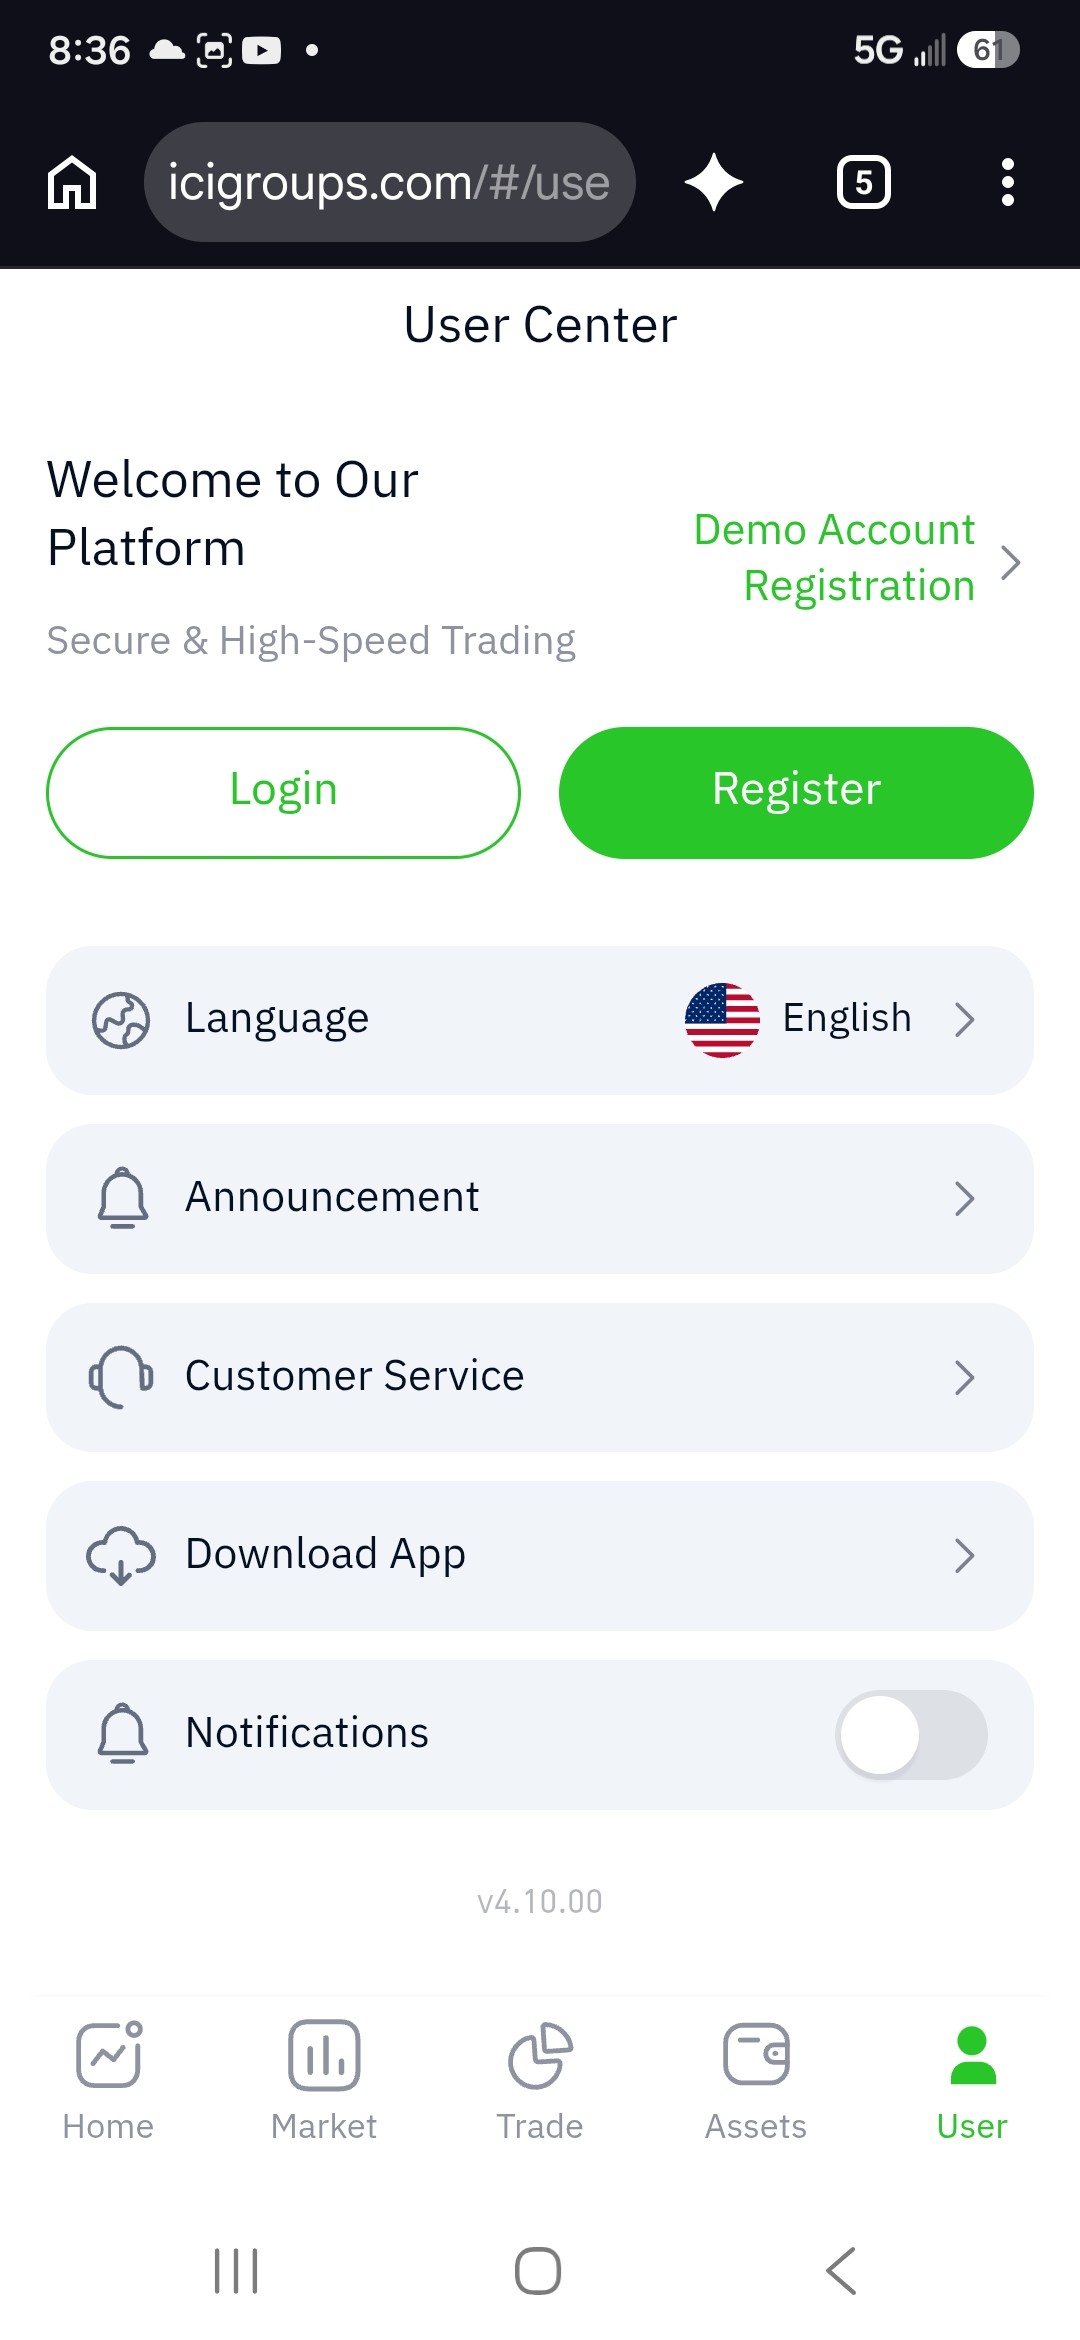 8:36
5G
61
icigroups.com/#/use
5
User Center
Welcome to Our
Platform
Secure & High-Speed Trading
Demo Account
Registration
Login
Register
Language
English
Announcement
Customer Service
Download App
Notifications
v4.10.00
Home
Market
Trade
Assets
User